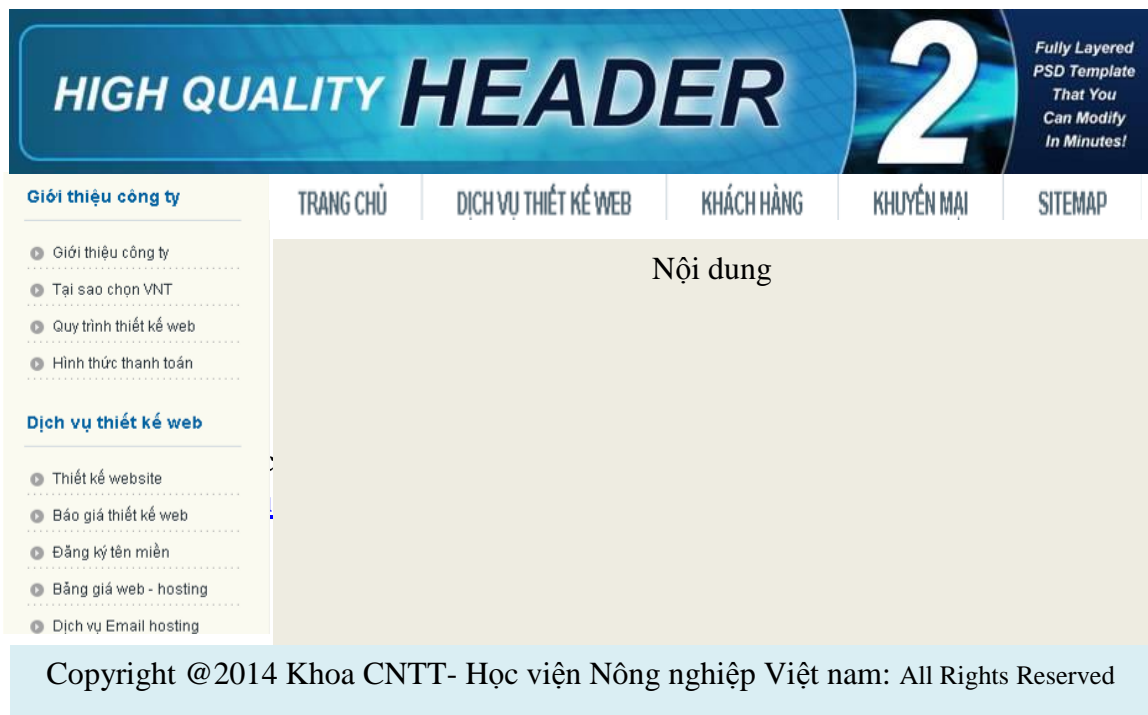 HIGH QUALITY HEADER 2
Fully Layered
PSD Template
That You
Can Modify
In Minutes!
Giới thiệu công ty
Giới thiệu công ty
Tại sao chọn VNT
Quy trình thiết kế web
Hình thức thanh toán
Dịch vụ thiết kế web
Thiết kế website
Báo giá thiết kế web
Đăng ký tên miền
Bảng giá web - hosting
Dịch vụ Email hosting
TRANG CHỦ DỊCH VỤ THIẾT KẾ WEB KHÁCH HÀNG KHUYẾN MẠI SITEMAP
Nội dung
Copyright @2014 Khoa CNTT- Học viện Nông nghiệp Việt nam: All Rights Reserved